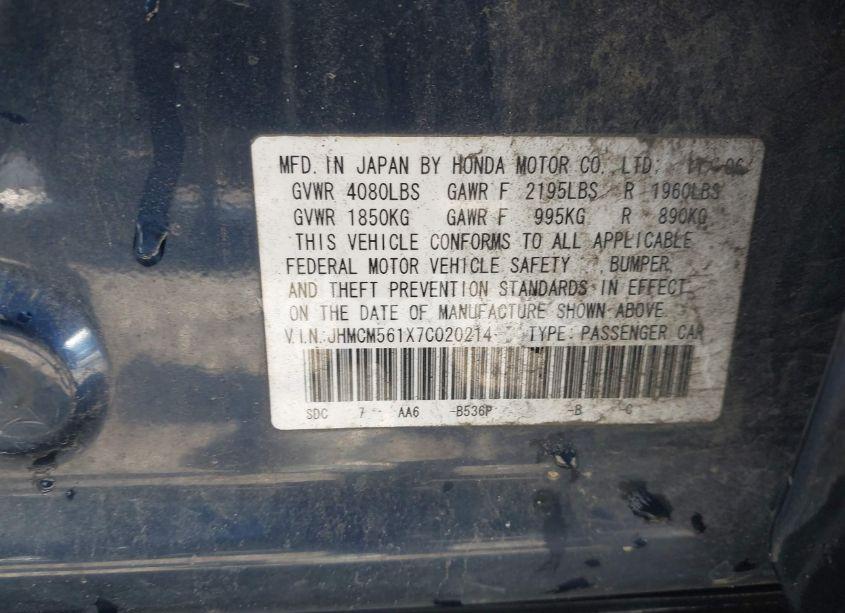 MFD. IN JAPAN BY HONDA MOTOR CO. LTD.
GVWR 4080LBS GAWR F 2195LBS R 1960LBS
GVWR 1850KG GAWR F 995KG R 890KG
THIS VEHICLE CONFORMS TO ALL APPLICABLE
FEDERAL MOTOR VEHICLE SAFETY , BUMPER,
AND THEFT PREVENTION STANDARDS IN EFFECT
ON THE DATE OF MANUFACTURE SHOWN ABOVE.
V.I.N.:JHMCM561X7C020214 TYPE:PASSENGER CAR
SDC 7 AA6 -B536P -B C